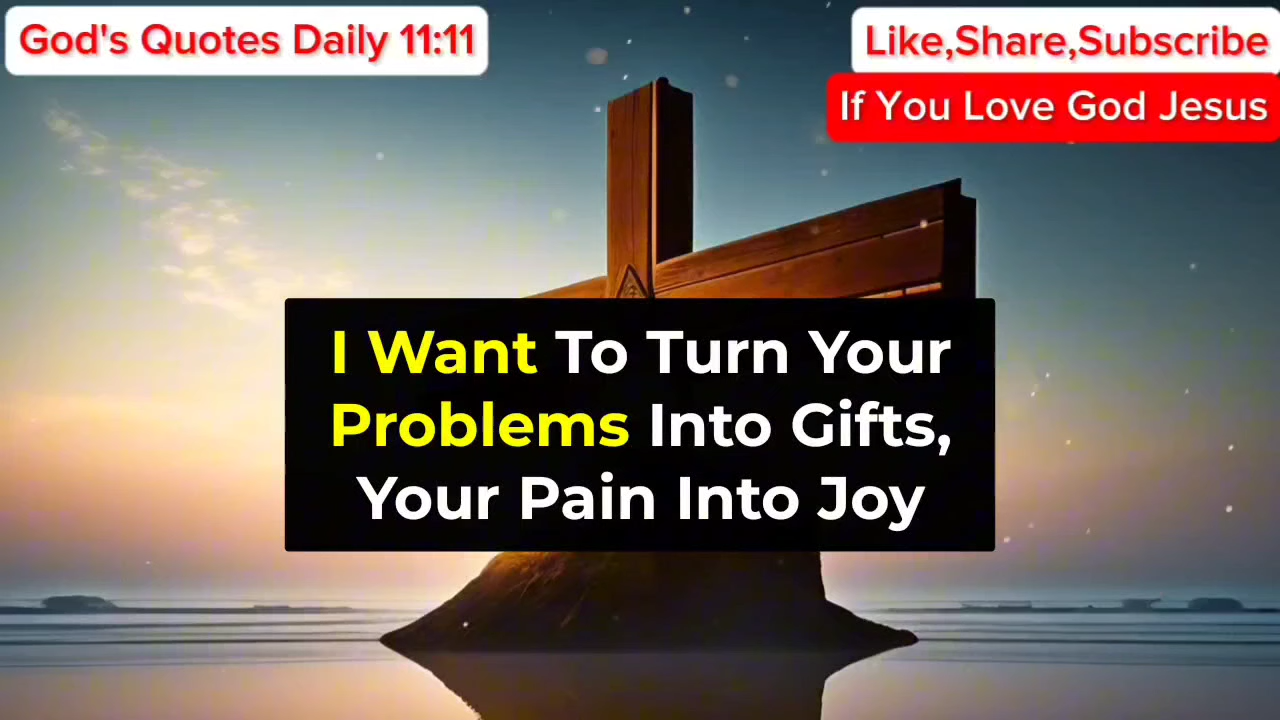 God's Quotes Daily 11:11
Like,Share,Subscribe
If You Love God Jesus
I Want To Turn Your
Problems Into Gifts,
Your Pain Into Joy